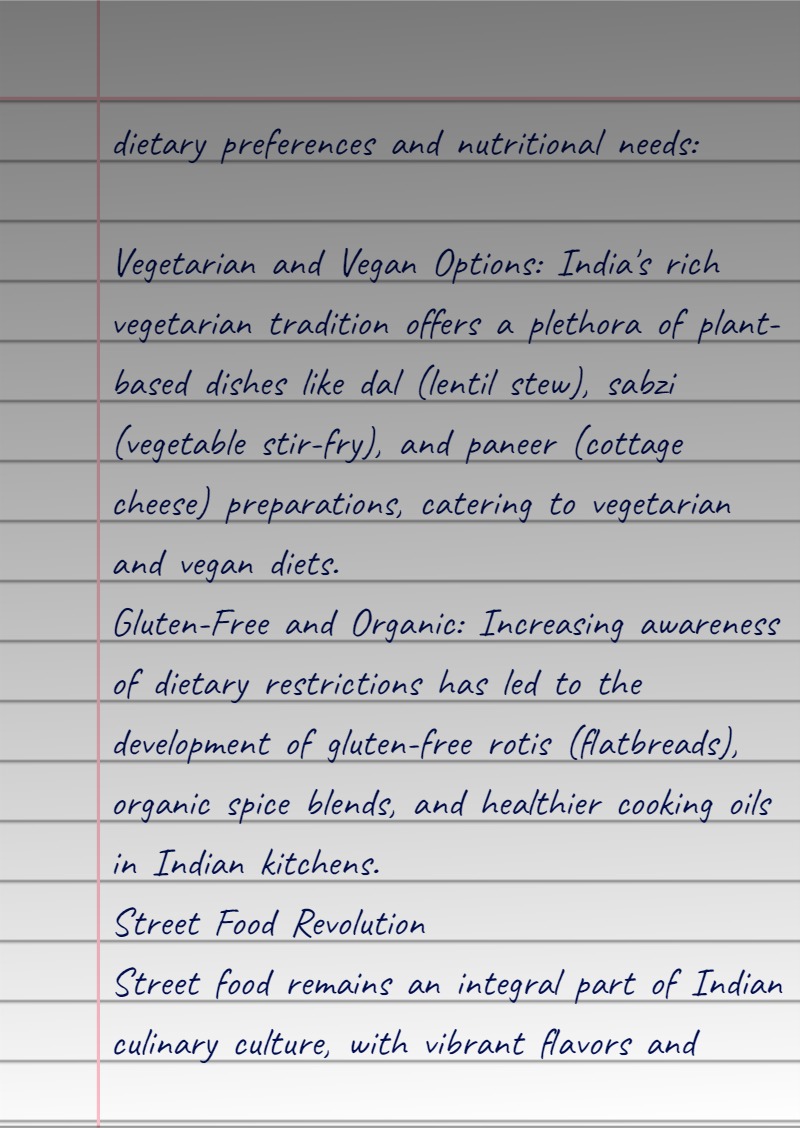 dietary preferences and nutritional needs:
Vegetarian and Vegan Options: India's rich
vegetarian tradition offers a plethora of plant-
based dishes like dal (lentil stew), sabzi
(vegetable stir-fry), and paneer (cottage
cheese) preparations, catering to vegetarian
and vegan diets.
Gluten-Free and Organic: Increasing awareness
of dietary restrictions has led to the
development of gluten-free rotis (flatbreads),
organic spice blends, and healthier cooking oils
in Indian kitchens.
Street Food Revolution
Street food remains an integral part of Indian
culinary culture, with vibrant flavors and